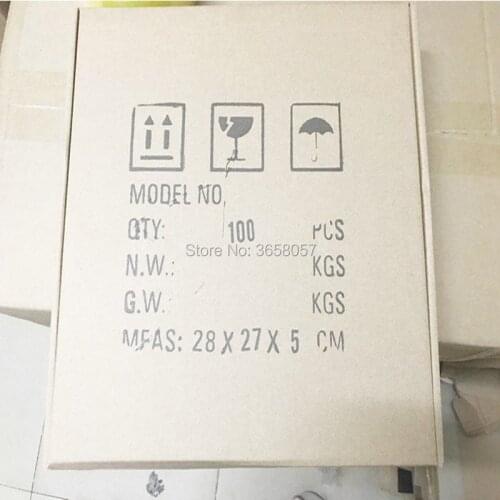 MODEL NO.
QTY: 100 PCS
Store No: 3658057
N.W.: KGS
G.W.: KGS
MEAS: 28 X 27 X 5 CM